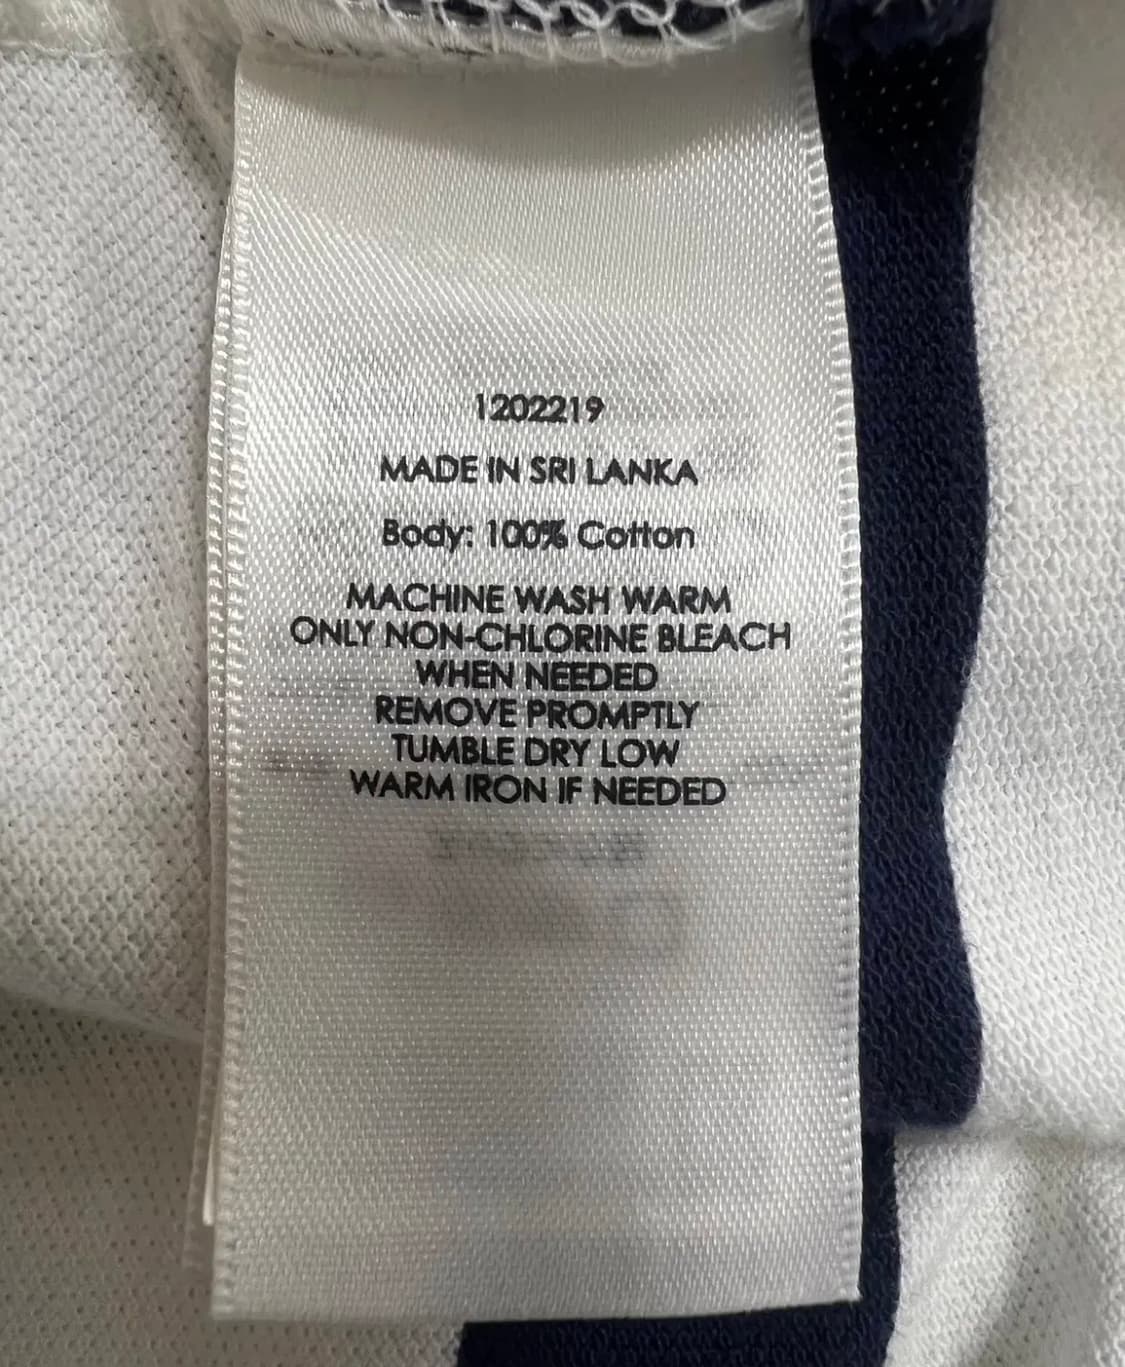 1202219
MADE IN SRI LANKA
Body: 100% Cotton
MACHINE WASH WARM
ONLY NON-CHLORINE BLEACH
WHEN NEEDED
REMOVE PROMPTLY
TUMBLE DRY LOW
WARM IRON IF NEEDED